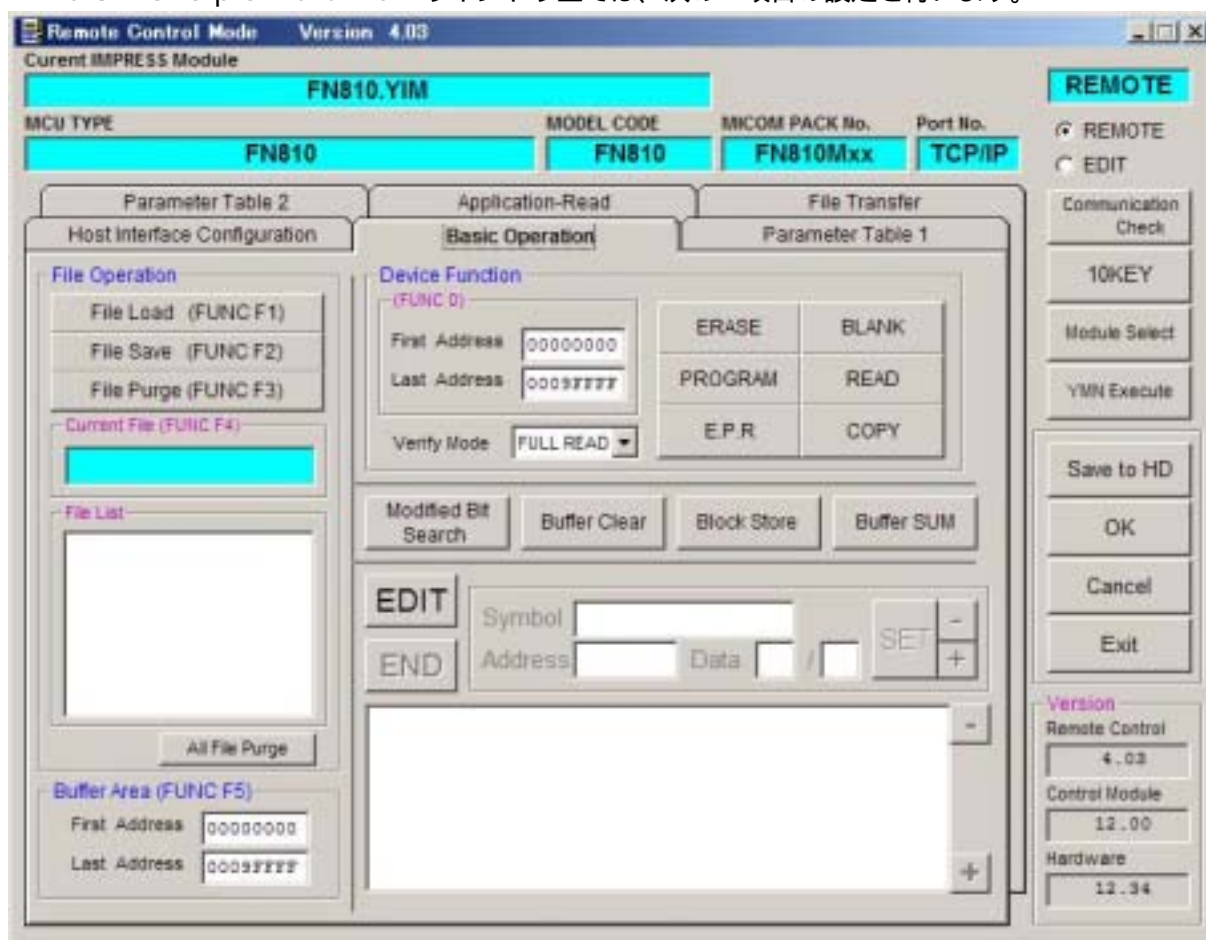 Remote Control Mode Version 4.03
Curent IMPRESS Module
FN810.YIM
MCU TYPE
MODEL CODE
MICOM PACK No.
Port No.
FN810
FN810
FN810Mxx
TCP/IP
REMOTE
REMOTE
EDIT
Parameter Table 2
Application-Read
File Transfer
Host Interface Configuration
Basic Operation
Parameter Table 1
File Operation
File Load (FUNC F1)
File Save (FUNC F2)
File Purge (FUNC F3)
Current File (FUNC F4)
File List
All File Purge
Buffer Area (FUNC F5)
First Address 00000000
Last Address 0009FFFF
Device Function
(FUNC 0)
First Address 00000000
Last Address 0009FFFF
Verify Mode FULL READ
ERASE
BLANK
PROGRAM
READ
E.P.R
COPY
Modified Bit
Search
Buffer Clear
Block Store
Buffer SUM
EDIT
END
Symbol
Address
Data /
SET
-
+
-
+
Communication
Check
10KEY
Module Select
YMN Execute
Save to HD
OK
Cancel
Exit
Version
Remote Control
4.03
Control Module
12.00
Hardware
12.34